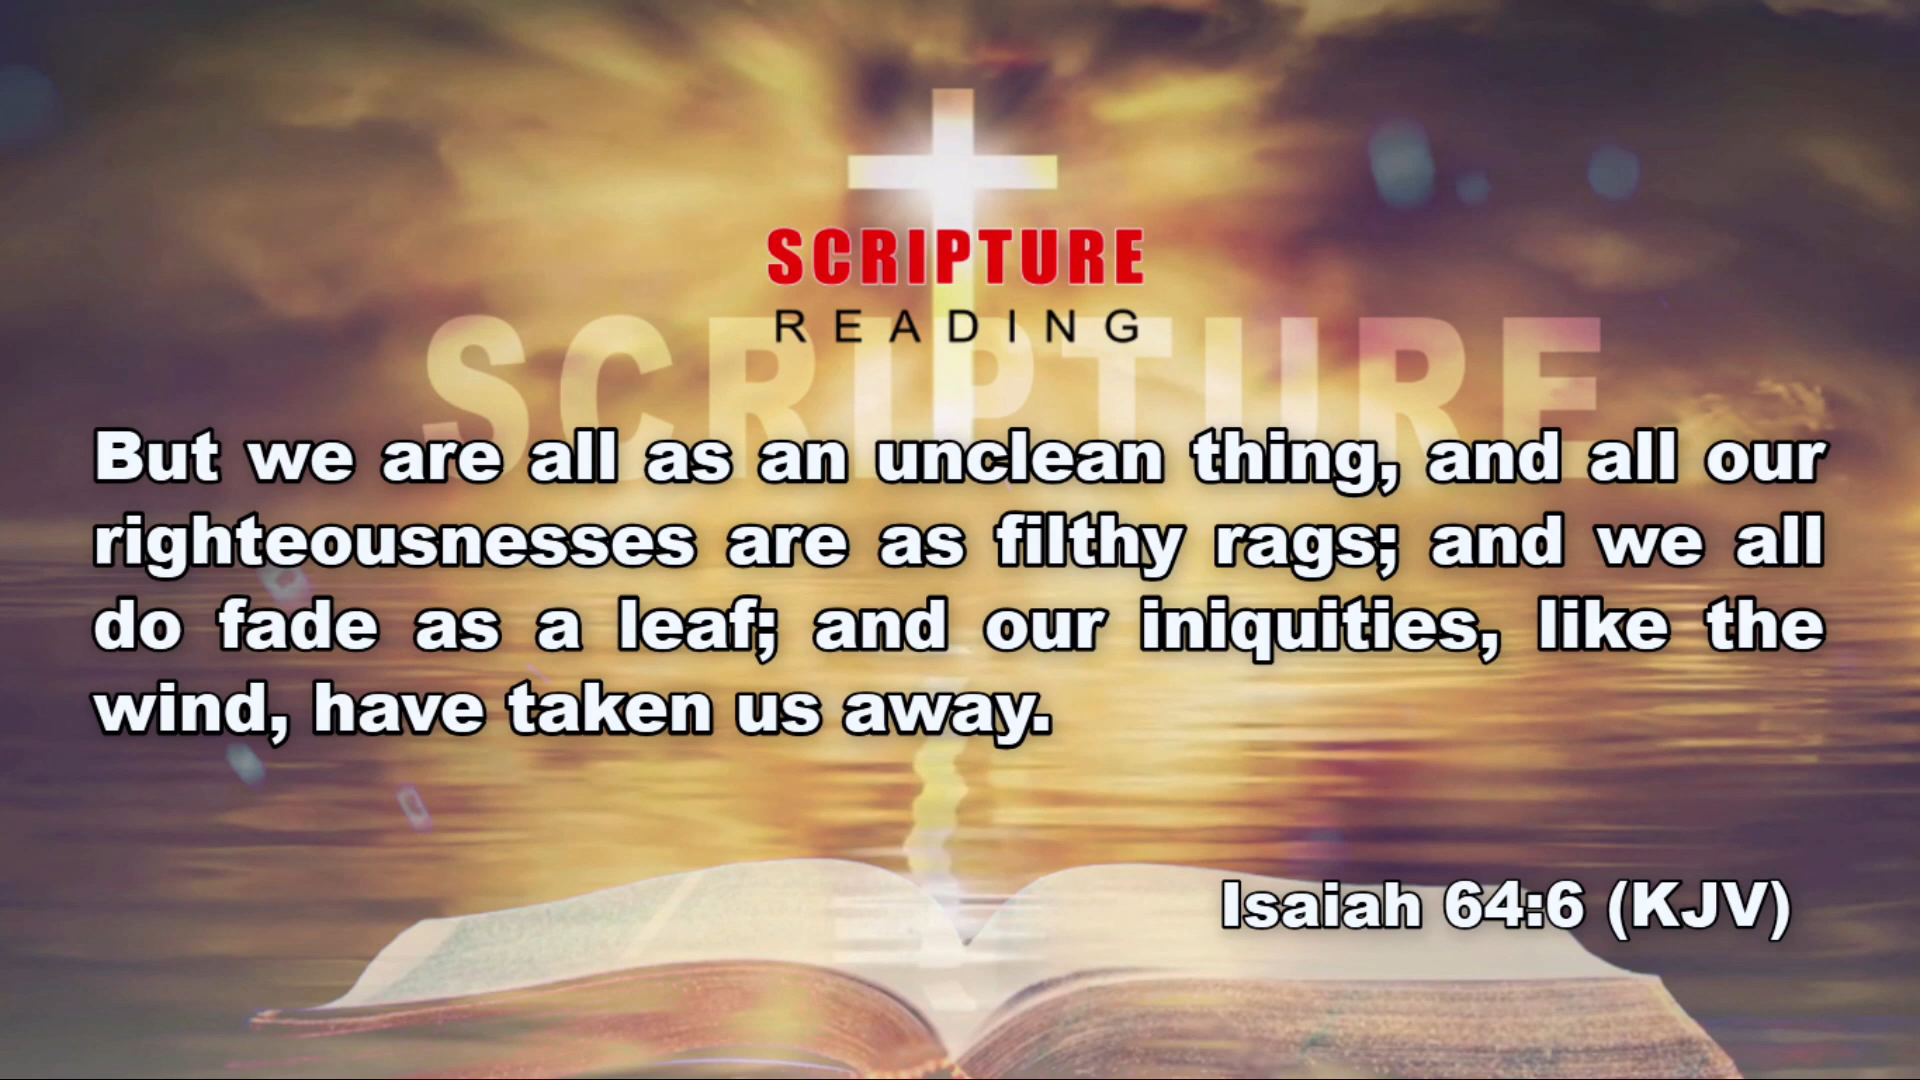 SCRIPTURE
READING
SCRIPTURE
But we are all as an unclean thing, and all our
righteousnesses are as filthy rags; and we all
do fade as a leaf; and our iniquities, like the
wind, have taken us away.
Isaiah 64:6 (KJV)